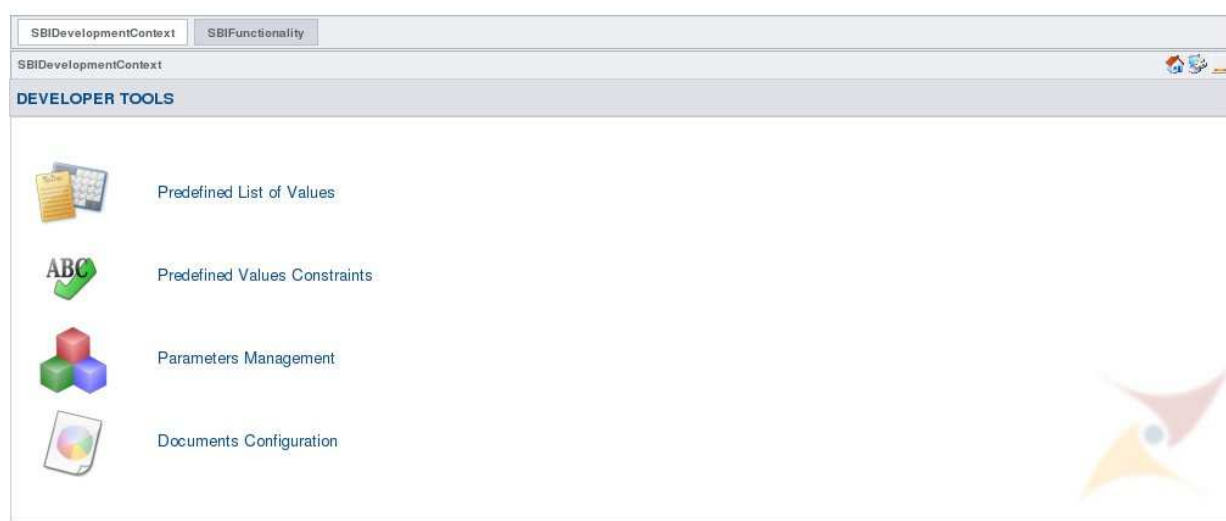 SBIDevelopmentContext SBIFunctionality
SBIDevelopmentContext
DEVELOPER TOOLS
Predefined List of Values
ABC
Predefined Values Constraints
Parameters Management
Documents Configuration